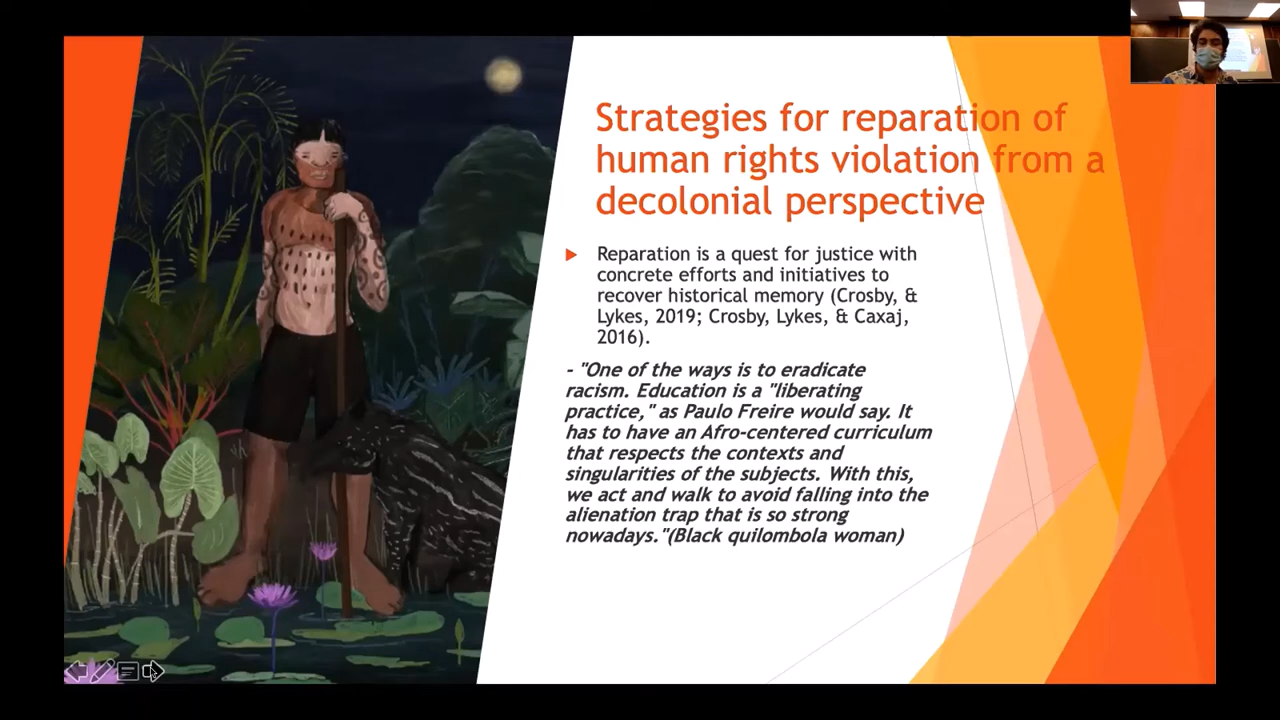 Strategies for reparation of
human rights violation from a
decolonial perspective
Reparation is a quest for justice with
concrete efforts and initiatives to
recover historical memory (Crosby, &
Lykes, 2019; Crosby, Lykes, & Caxaj,
2016).
- "One of the ways is to eradicate
racism. Education is a "liberating
practice," as Paulo Freire would say. It
has to have an Afro-centered curriculum
that respects the contexts and
singularities of the subjects. With this,
we act and walk to avoid falling into the
alienation trap that is so strong
nowadays."(Black quilombola woman)